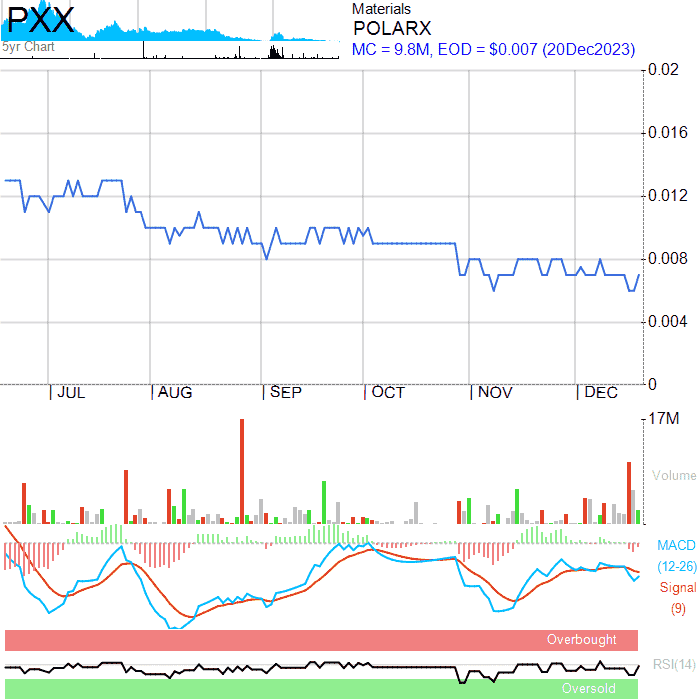 PXX
5yr Chart
Materials
POLARX
MC = 9.8M, EOD = $0.007 (20Dec2023)
0.02
0.016
0.012
0.008
0.004
0
JUL AUG SEP OCT NOV DEC
17M
Volume
MACD
(12-26)
Signal
(9)
Overbought
RSI(14)
Oversold